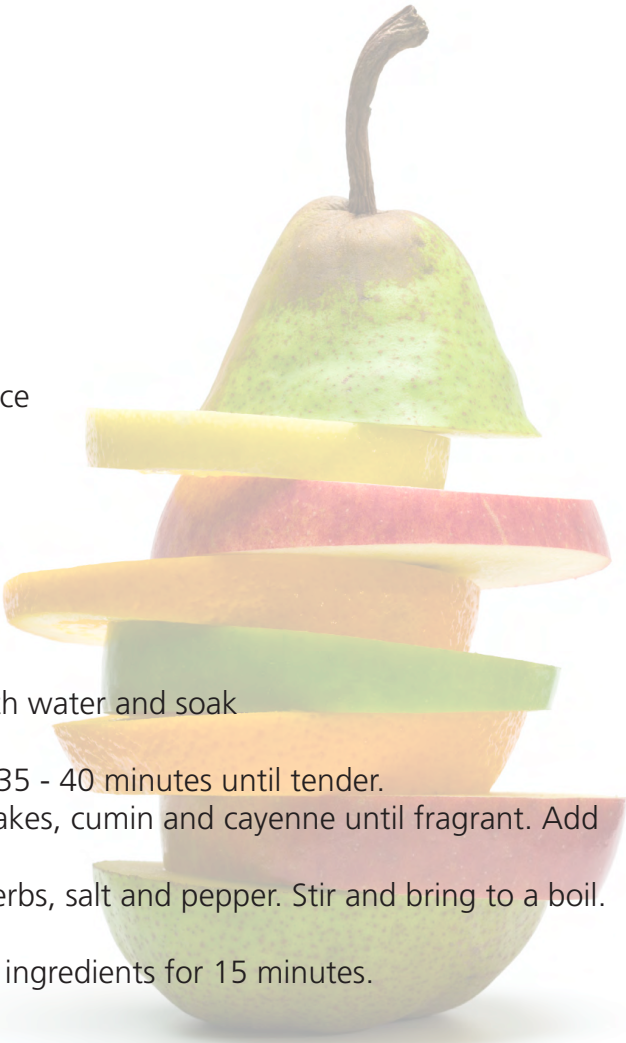 ce
th water and soak
35 - 40 minutes until tender.
akes, cumin and cayenne until fragrant. Add
erbs, salt and pepper. Stir and bring to a boil.
ingredients for 15 minutes.